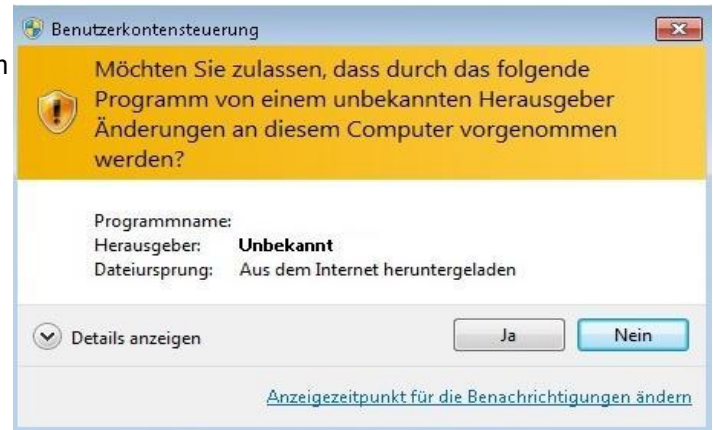 Benutzerkontensteuerung
n
Möchten Sie zulassen, dass durch das folgende
Programm von einem unbekannten Herausgeber
Änderungen an diesem Computer vorgenommen
werden?
Programmname:
Herausgeber: Unbekannt
Dateiursprung: Aus dem Internet heruntergeladen
Details anzeigen
Ja
Nein
Anzeigezeitpunkt für die Benachrichtigungen ändern